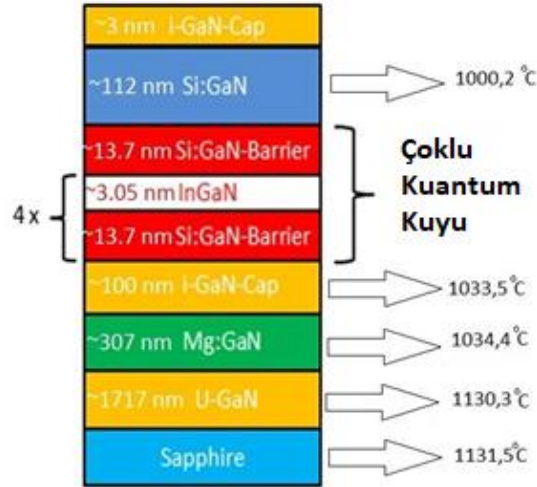 ~3 nm i-GaN-Cap
~112 nm Si:GaN
1000,2 °C
~13.7 nm Si:GaN-Barrier
Çoklu
Kuantum
Kuyu
~3.05 nm InGaN
4 x
~13.7 nm Si:GaN-Barrier
~100 nm i-GaN-Cap
1033,5°C
~307 nm Mg:GaN
1034,4°C
~1717 nm U-GaN
1130,3°C
Sapphire
1131,5°C